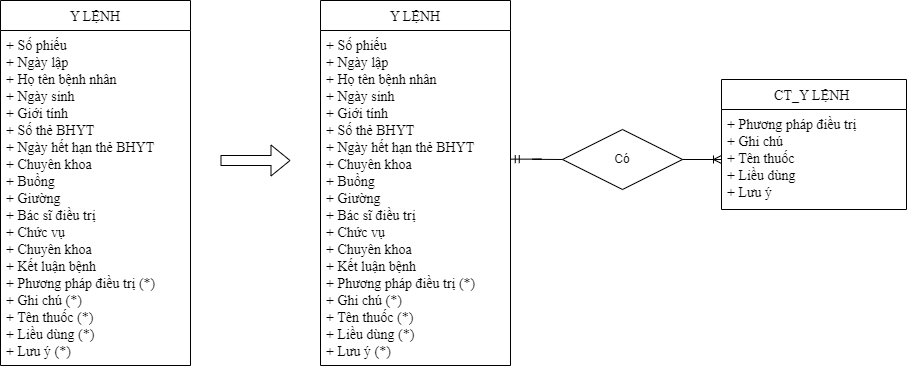 Y LỆNH
+ Số phiếu
+ Ngày lập
+ Họ tên bệnh nhân
+ Ngày sinh
+ Giới tính
+ Số thẻ BHYT
+ Ngày hết hạn thẻ BHYT
+ Chuyên khoa
+ Buồng
+ Giường
+ Bác sĩ điều trị
+ Chức vụ
+ Chuyên khoa
+ Kết luận bệnh
+ Phương pháp điều trị (*)
+ Ghi chú (*)
+ Tên thuốc (*)
+ Liều dùng (*)
+ Lưu ý (*)
Y LỆNH
+ Số phiếu
+ Ngày lập
+ Họ tên bệnh nhân
+ Ngày sinh
+ Giới tính
+ Số thẻ BHYT
+ Ngày hết hạn thẻ BHYT
+ Chuyên khoa
+ Buồng
+ Giường
+ Bác sĩ điều trị
+ Chức vụ
+ Chuyên khoa
+ Kết luận bệnh
+ Phương pháp điều trị (*)
+ Ghi chú (*)
+ Tên thuốc (*)
+ Liều dùng (*)
+ Lưu ý (*)
Có
CT_Y LỆNH
+ Phương pháp điều trị
+ Ghi chú
+ Tên thuốc
+ Liều dùng
+ Lưu ý